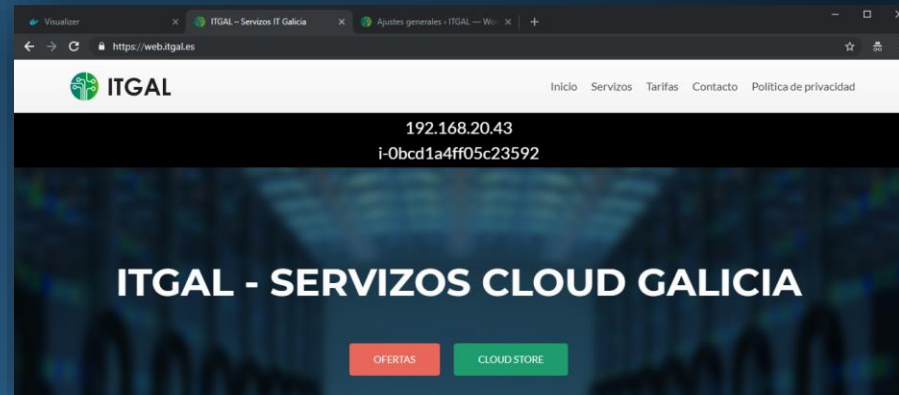 Visualizer
ITGAL – Servizos IT Galicia
Ajustes generales ‹ ITGAL — Wo
https://web.itgal.es
ITGAL
Inicio Servizos Tarifas Contacto Política de privacidad
192.168.20.43
i-0bcd1a4ff05c23592
ITGAL - SERVIZOS CLOUD GALICIA
OFERTAS CLOUD STORE